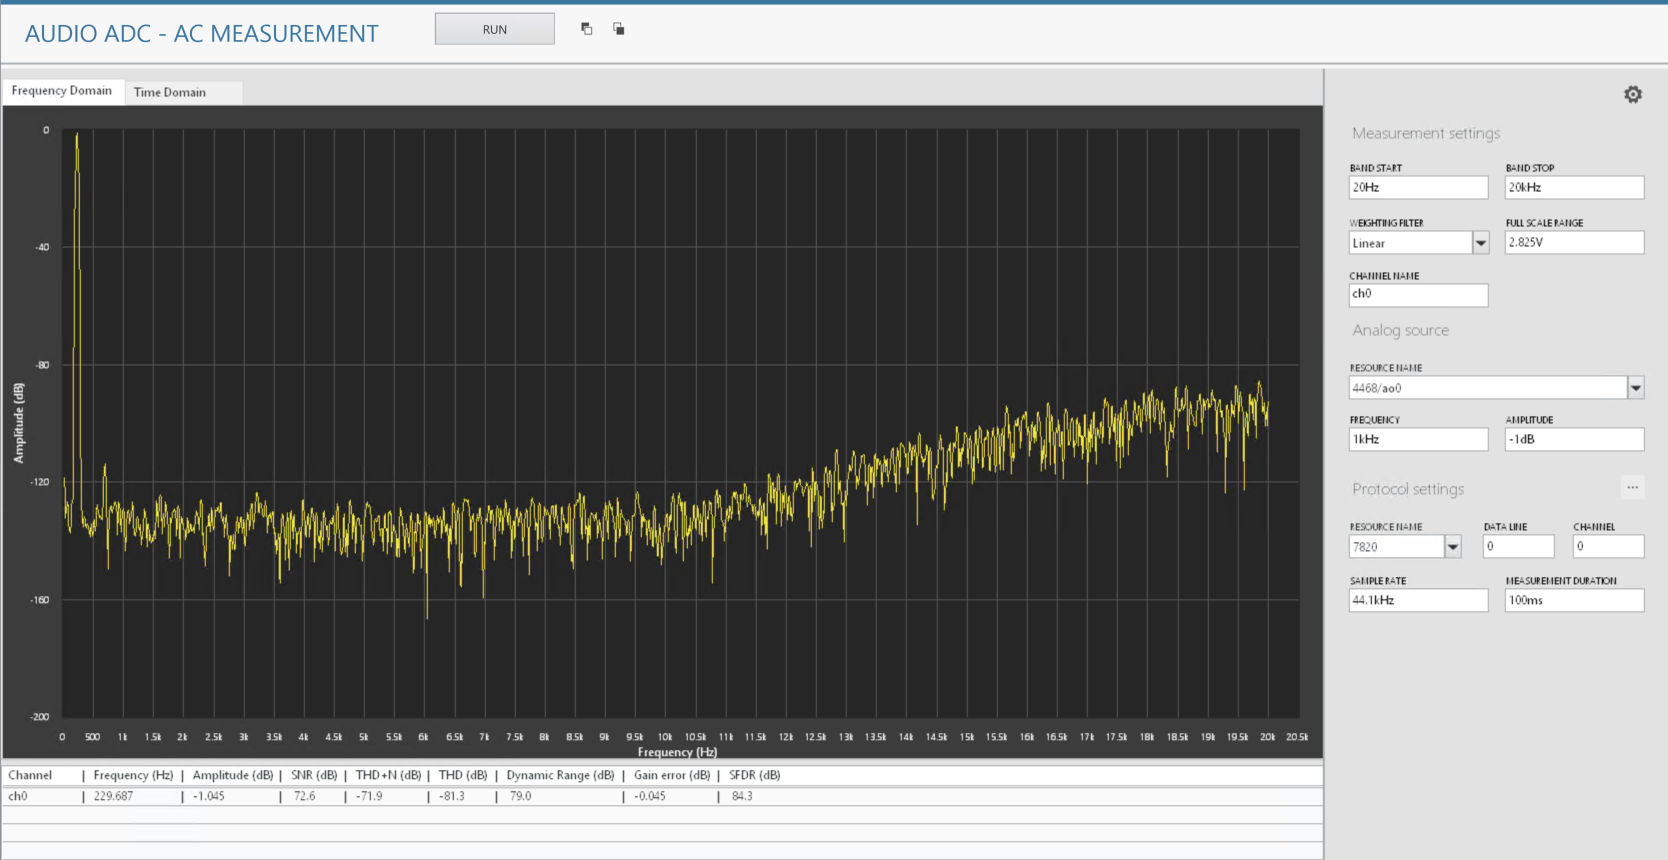 AUDIO ADC - AC MEASUREMENT
RUN
Frequency Domain
Time Domain
0
-40
-80
-120
-160
-200
Amplitude (dB)
0 500 1k 1.5k 2k 2.5k 3k 3.5k 4k 4.5k 5k 5.5k 6k 6.5k 7k 7.5k 8k 8.5k 9k 9.5k 10k 10.5k 11k 11.5k 12k 12.5k 13k 13.5k 14k 14.5k 15k 15.5k 16k 16.5k 17k 17.5k 18k 18.5k 19k 19.5k 20k 20.5k
Frequency (Hz)
Channel | Frequency (Hz) | Amplitude (dB) | SNR (dB) | THD+N (dB) | THD (dB) | Dynamic Range (dB) | Gain error (dB) | SFDR (dB)
ch0 | 229.687 | -1.045 | 72.6 | -71.9 | -81.3 | 79.0 | -0.045 | 84.3
Measurement settings
BAND START BAND STOP
20Hz 20kHz
WEIGHTING FILTER FULL SCALE RANGE
Linear 2.825V
CHANNEL NAME
ch0
Analog source
RESOURCE NAME
4468/ao0
FREQUENCY AMPLITUDE
1kHz -1dB
Protocol settings ...
RESOURCE NAME DATA LINE CHANNEL
7820 0 0
SAMPLE RATE MEASUREMENT DURATION
44.1kHz 100ms